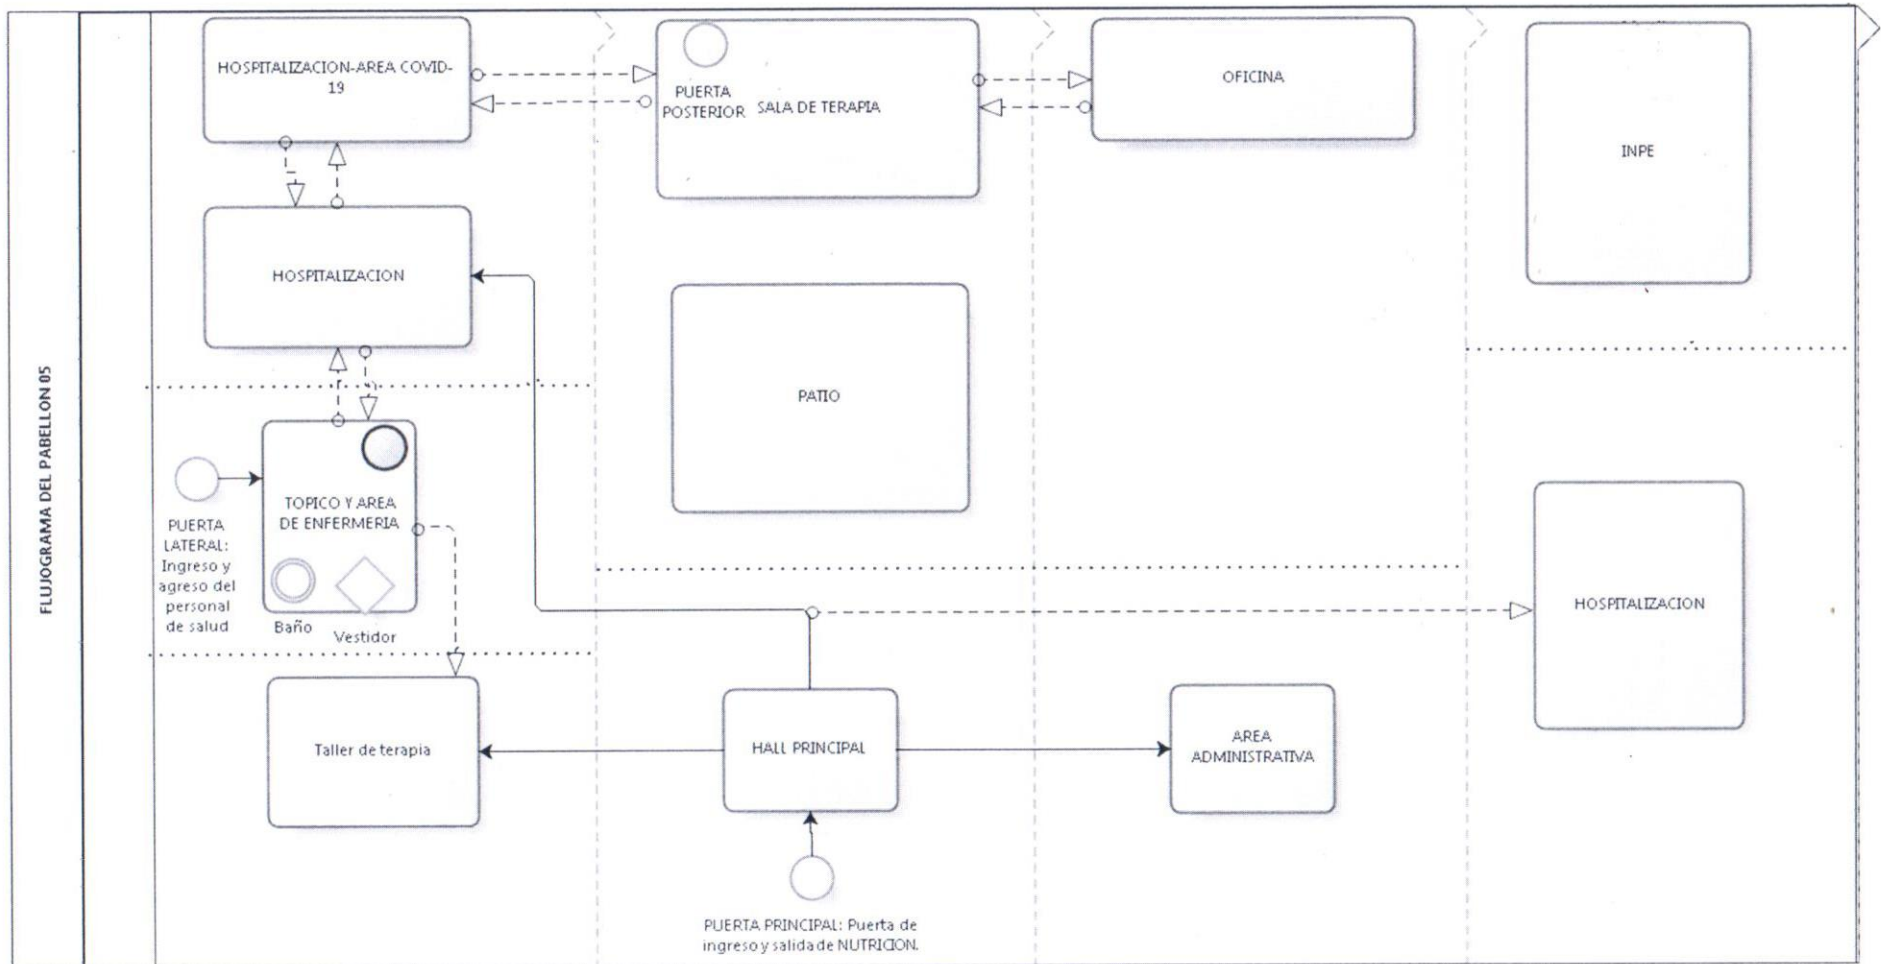 FLUJOGRAMA DEL PABELLON 05
HOSPITALIZACION-AREA COVID-
19
PUERTA
POSTERIOR
SALA DE TERAPIA
OFICINA
INPE
HOSPITALIZACION
PATIO
TOPICO Y AREA
DE ENFERMERIA
PUERTA
LATERAL:
Ingreso y
agreso del
personal
de salud
Baño
Vestidor
HOSPITALIZACION
Taller de terapia
HALL PRINCIPAL
AREA
ADMINISTRATIVA
PUERTA PRINCIPAL: Puerta de
ingreso y salida de NUTRICION.